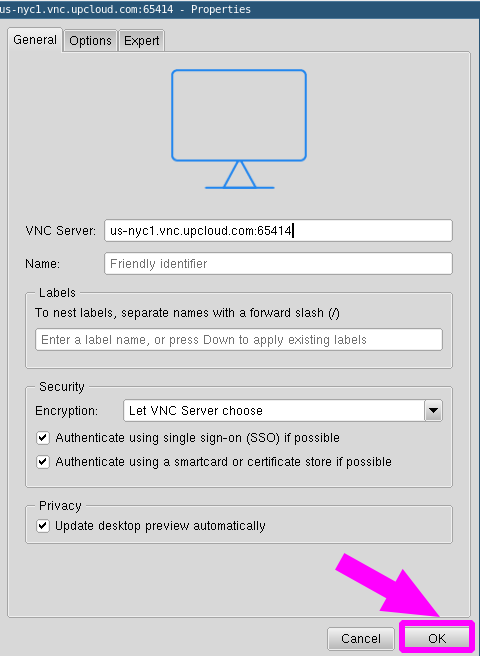 us-nyc1.vnc.upcloud.com:65414 - Properties
General Options Expert
VNC Server: us-nyc1.vnc.upcloud.com:65414
Name: Friendly identifier
Labels
To nest labels, separate names with a forward slash (/)
Enter a label name, or press Down to apply existing labels
Security
Encryption: Let VNC Server choose
Authenticate using single sign-on (SSO) if possible
Authenticate using a smartcard or certificate store if possible
Privacy
Update desktop preview automatically
Cancel OK